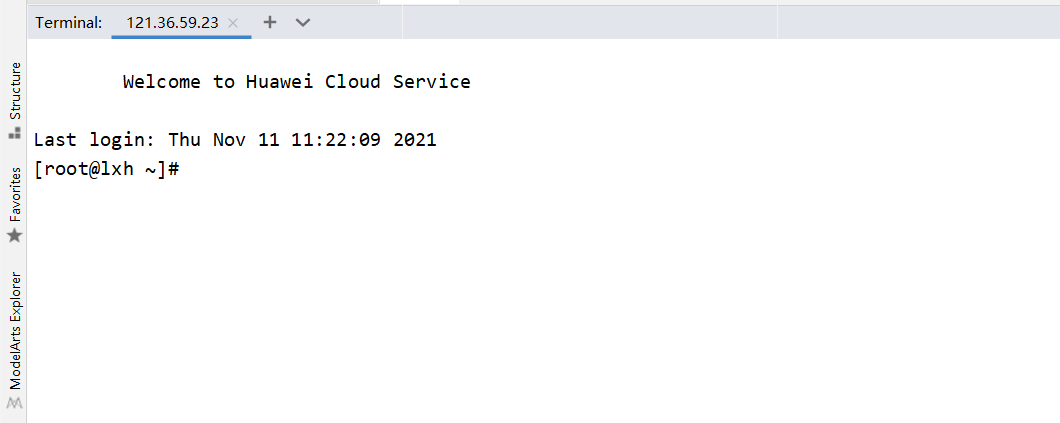 Terminal: 121.36.59.23
Welcome to Huawei Cloud Service
Last login: Thu Nov 11 11:22:09 2021
[root@lxh ~]#
Structure
Favorites
ModelArts Explorer